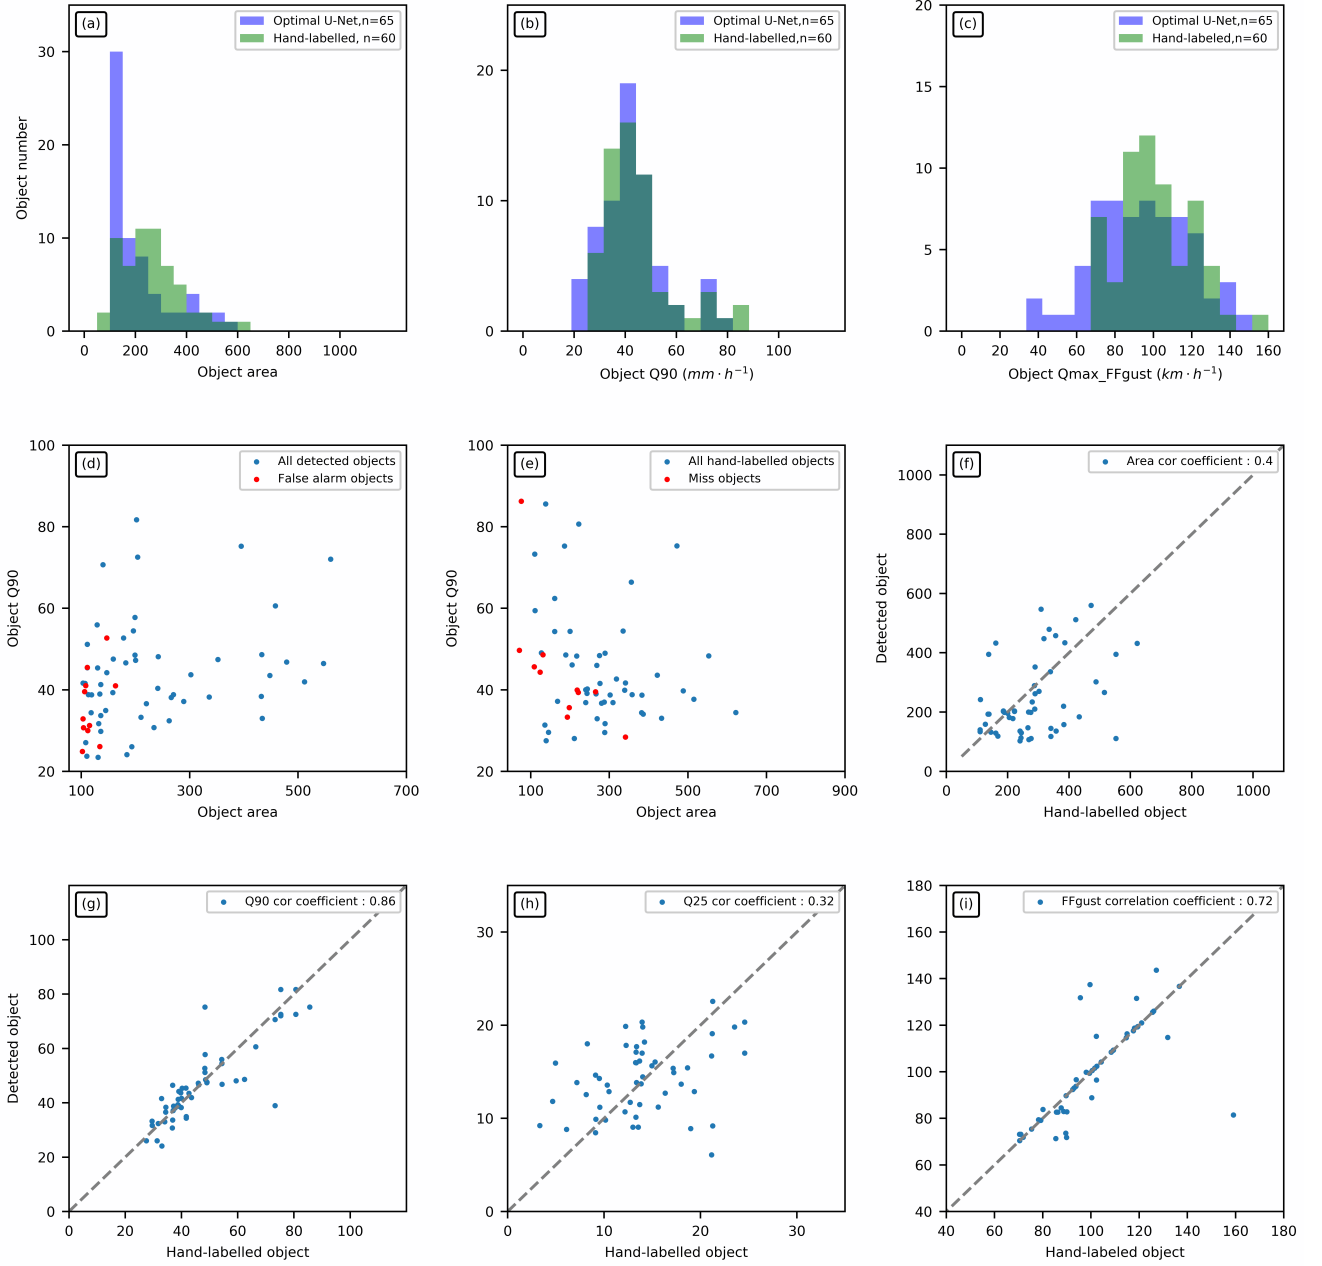 (a)
Optimal U-Net,n=65
Hand-labelled, n=60
Object number
30
20
10
0
0 200 400 600 800 1000
Object area
(b)
Optimal U-Net,n=65
Hand-labelled,n=60
20
10
0
0 20 40 60 80 100
Object Q90 (mm · h⁻¹)
(c)
Optimal U-Net,n=65
Hand-labeled,n=60
20
15
10
5
0
0 20 40 60 80 100 120 140 160
Object Qmax_FFgust (km · h⁻¹)
(d)
All detected objects
False alarm objects
Object Q90
100
80
60
40
20
100 300 500 700
Object area
(e)
All hand-labelled objects
Miss objects
Object Q90
100
80
60
40
20
100 300 500 700 900
Object area
(f)
Area cor coefficient : 0.4
Detected object
1000
800
600
400
200
0
0 200 400 600 800 1000
Hand-labelled object
(g)
Q90 cor coefficient : 0.86
Detected object
100
80
60
40
20
0
0 20 40 60 80 100
Hand-labelled object
(h)
Q25 cor coefficient : 0.32
30
20
10
0
0 10 20 30
Hand-labelled object
(i)
FFgust correlation coefficient : 0.72
180
160
140
120
100
80
60
40
40 60 80 100 120 140 160 180
Hand-labeled object